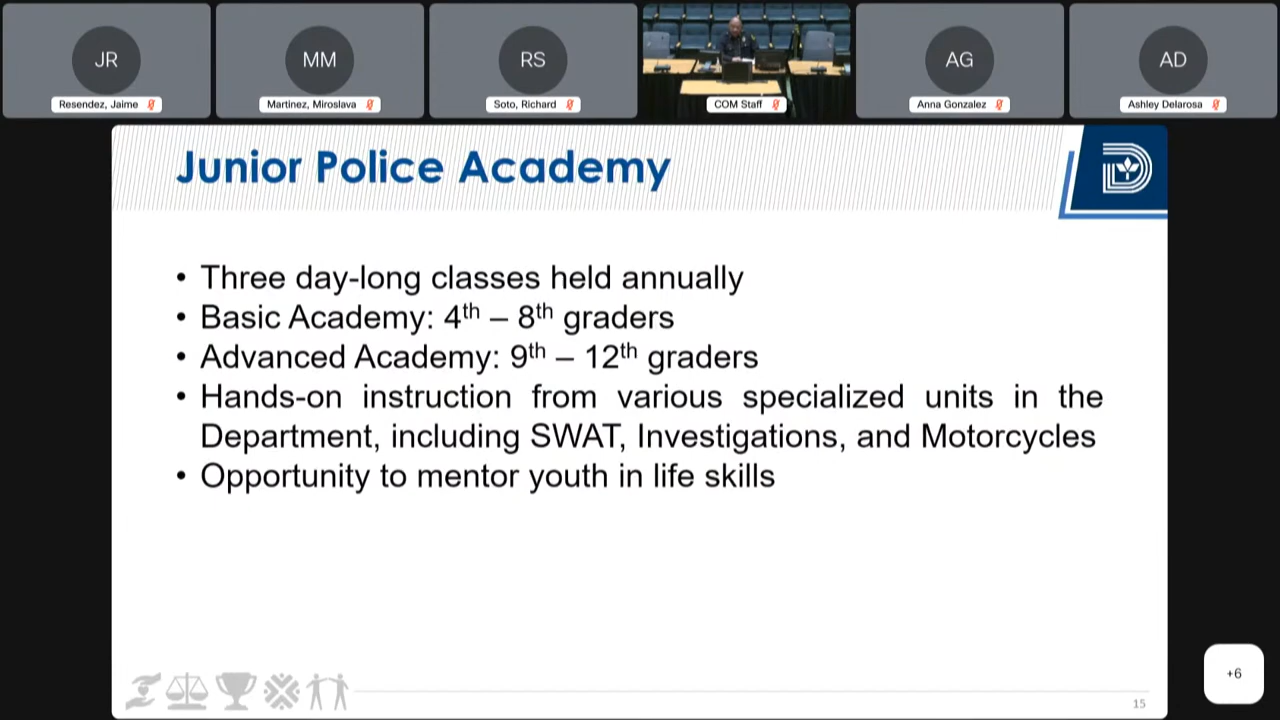 JR
MM
RS
AG
AD
Resendez, Jaime
Martinez, Miroslava
Soto, Richard
COM Staff
Anna Gonzalez
Ashley Delarosa
Junior Police Academy
• Three day-long classes held annually
• Basic Academy: 4th – 8th graders
• Advanced Academy: 9th – 12th graders
• Hands-on instruction from various specialized units in the
Department, including SWAT, Investigations, and Motorcycles
• Opportunity to mentor youth in life skills
+6
15